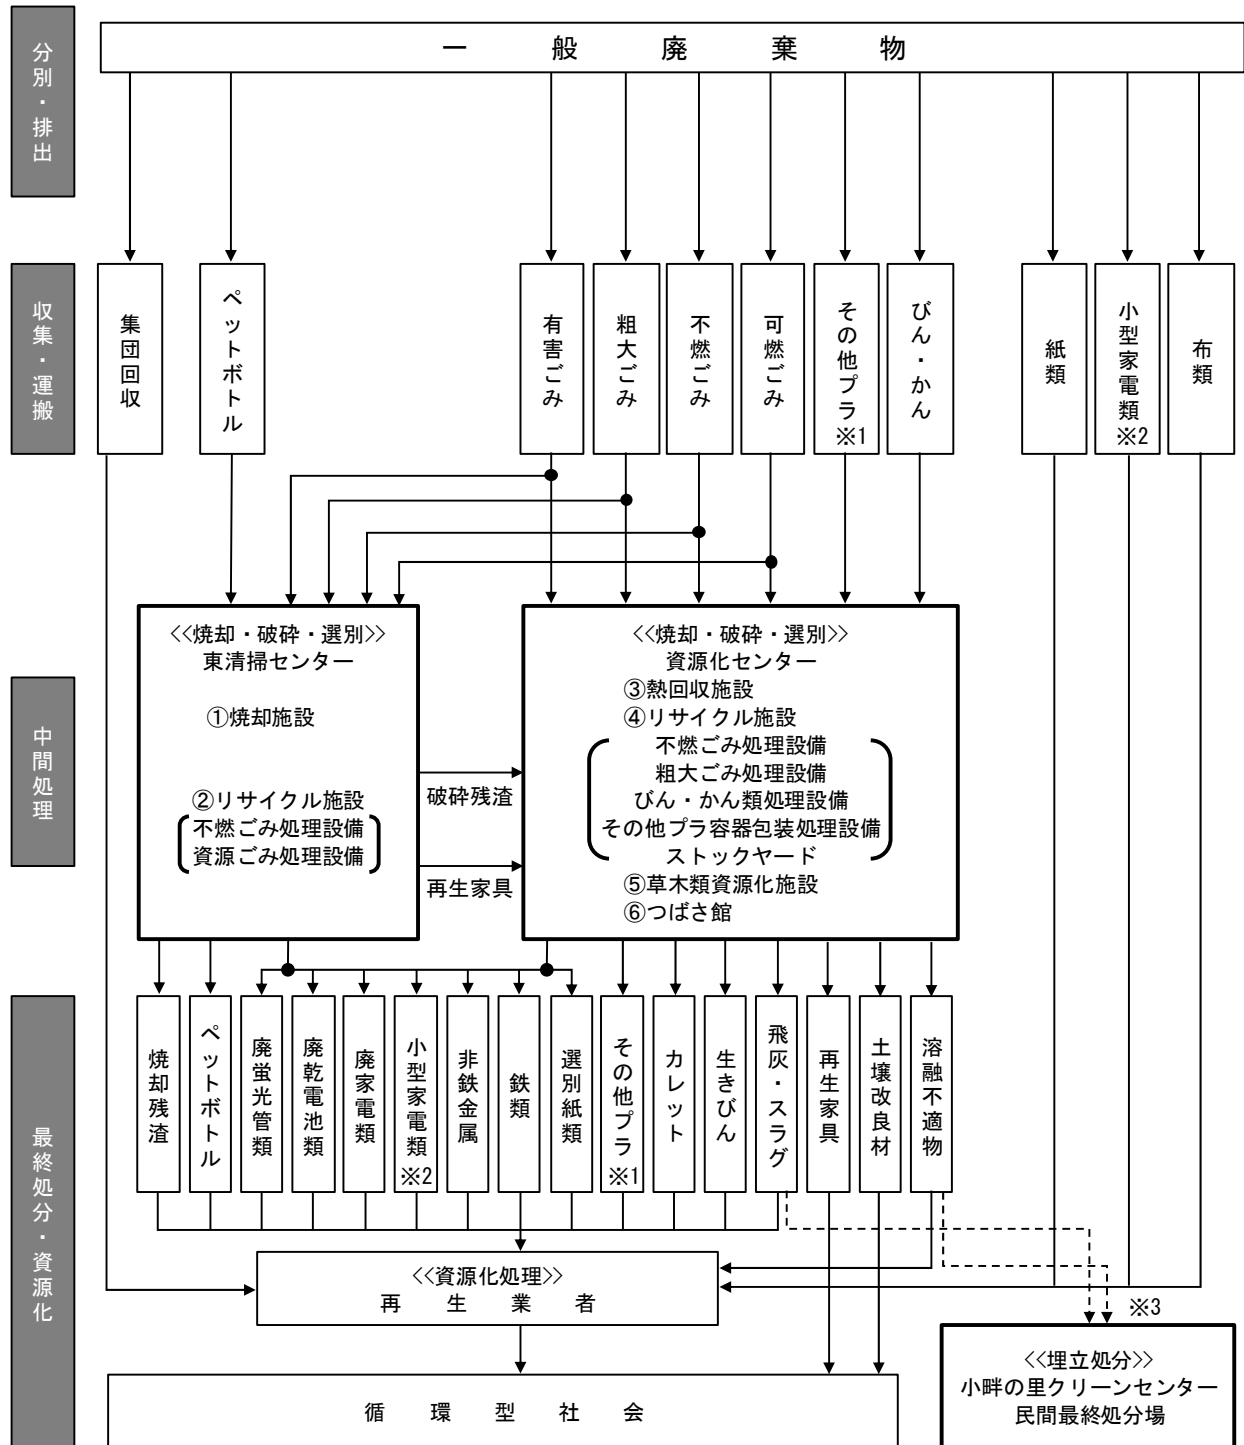 分別・排出
一般廃棄物
収集・運搬
集団回収
ペットボトル
有害ごみ
粗大ごみ
不燃ごみ
可燃ごみ
その他プラ※1
びん・かん
紙類
小型家電類※2
布類
中間処理
<<焼却・破砕・選別>>
東清掃センター
①焼却施設
②リサイクル施設
不燃ごみ処理設備
資源ごみ処理設備
破砕残渣
再生家具
<<焼却・破砕・選別>>
資源化センター
③熱回収施設
④リサイクル施設
不燃ごみ処理設備
粗大ごみ処理設備
びん・かん類処理設備
その他プラ容器包装処理設備
ストックヤード
⑤草木類資源化施設
⑥つばさ館
最終処分・資源化
焼却残渣
ペットボトル
廃蛍光管類
廃乾電池類
廃家電類
小型家電類※2
非鉄金属
鉄類
選別紙類
その他プラ※1
カレット
生きびん
飛灰・スラグ
再生家具
土壌改良材
溶融不適物
<<資源化処理>>
再生業者
※3
<<埋立処分>>
小畔の里クリーンセンター
民間最終処分場
循環型社会